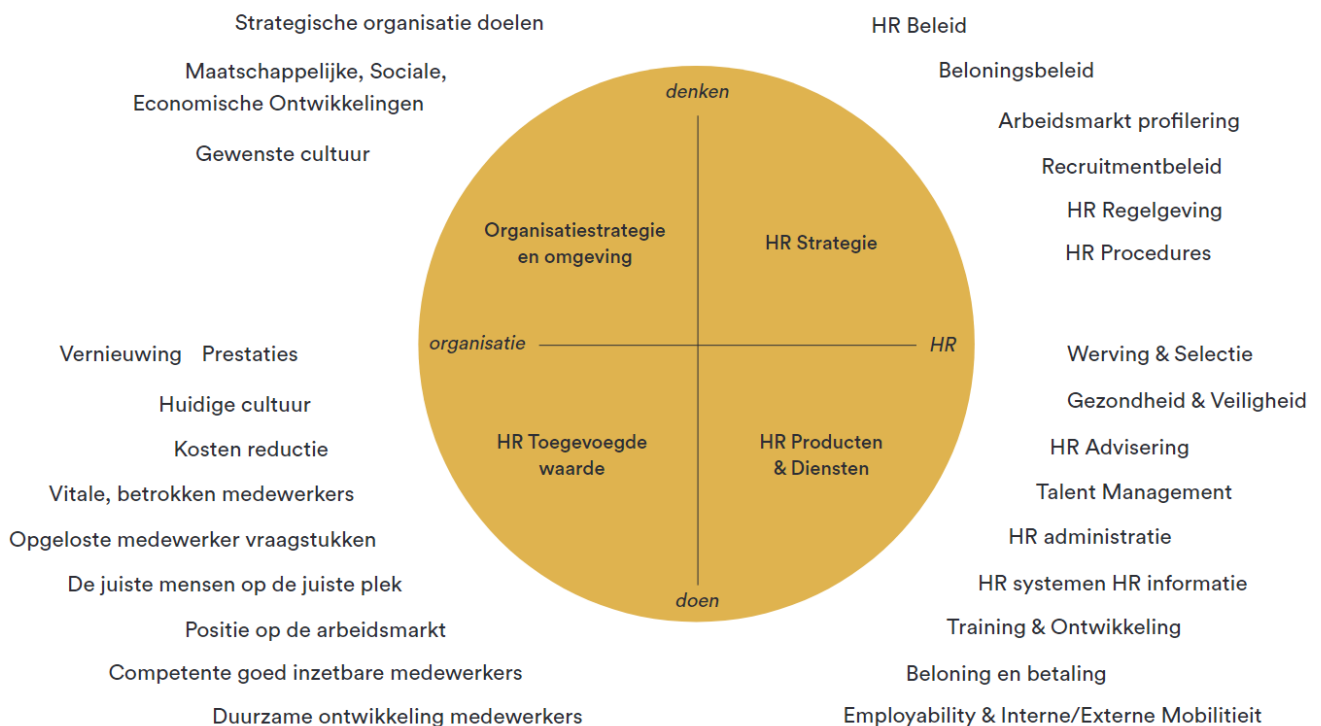 Strategische organisatie doelen
Maatschappelijke, Sociale,
Economische Ontwikkelingen
Gewenste cultuur
HR Beleid
Beloningsbeleid
Arbeidsmarkt profilering
Recruitmentbeleid
HR Regelgeving
HR Procedures
denken
Organisatiestrategie
en omgeving
HR Strategie
organisatie
HR
HR Toegevoegde
waarde
HR Producten
& Diensten
doen
Vernieuwing Prestaties
Huidige cultuur
Kosten reductie
Vitale, betrokken medewerkers
Opgeloste medewerker vraagstukken
De juiste mensen op de juiste plek
Positie op de arbeidsmarkt
Competente goed inzetbare medewerkers
Duurzame ontwikkeling medewerkers
Werving & Selectie
Gezondheid & Veiligheid
HR Advisering
Talent Management
HR administratie
HR systemen HR informatie
Training & Ontwikkeling
Beloning en betaling
Employability & Interne/Externe Mobilitieit